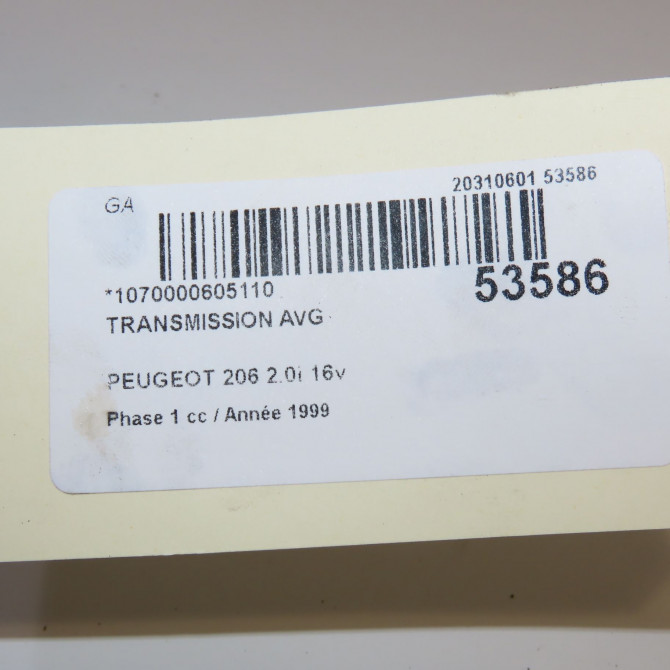 GA
20310601 53586
*1070000605110
53586
TRANSMISSION AVG
PEUGEOT 206 2.0i 16v
Phase 1 cc / Année 1999